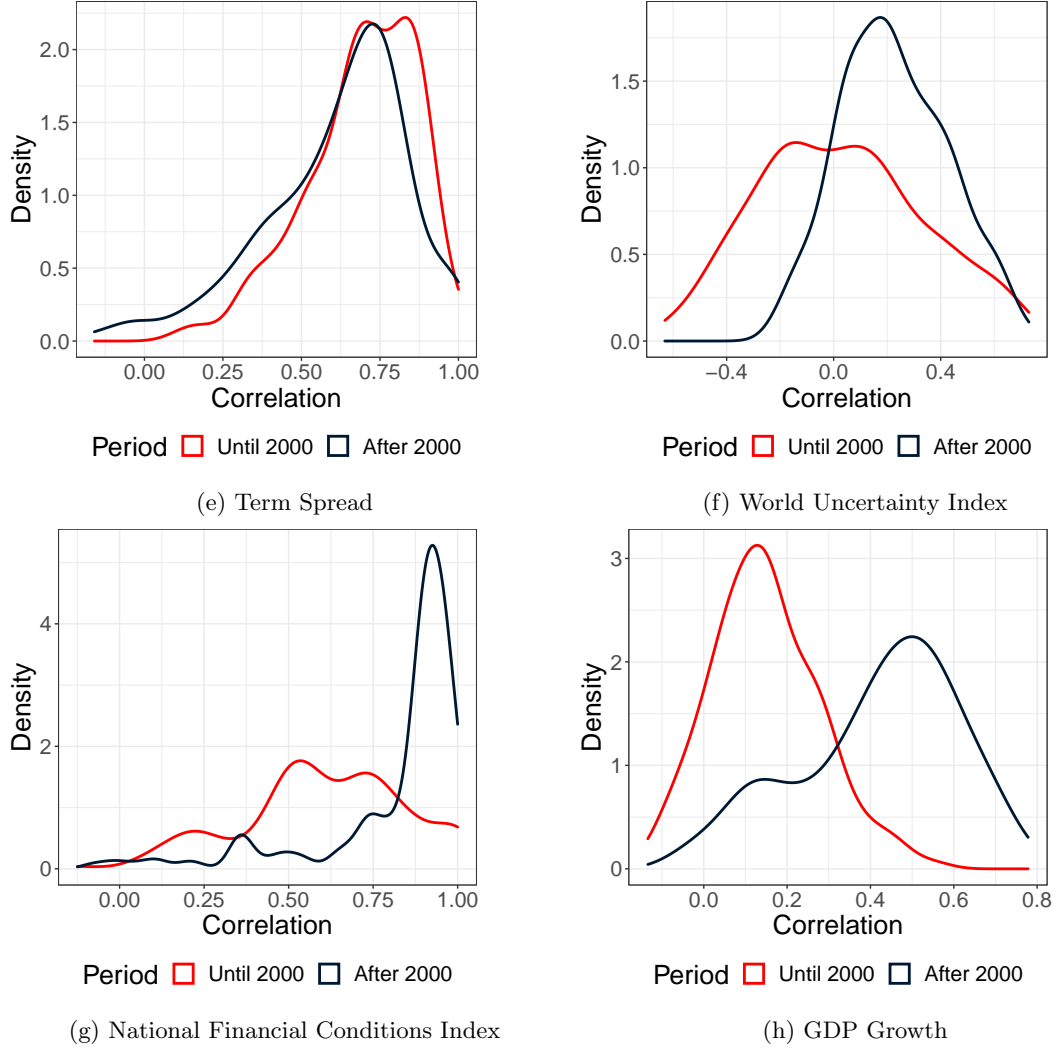 2.0
1.5
1.0
0.5
0.0
Density
0.00 0.25 0.50 0.75 1.00
Correlation
Period Until 2000 After 2000
(e) Term Spread
1.5
1.0
0.5
0.0
Density
−0.4 0.0 0.4
Correlation
Period Until 2000 After 2000
(f) World Uncertainty Index
4
2
0
Density
0.00 0.25 0.50 0.75 1.00
Correlation
Period Until 2000 After 2000
(g) National Financial Conditions Index
3
2
1
0
Density
0.0 0.2 0.4 0.6 0.8
Correlation
Period Until 2000 After 2000
(h) GDP Growth